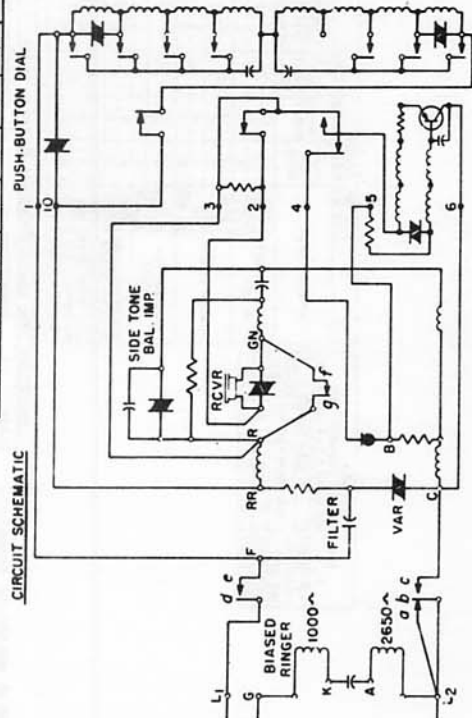 CIRCUIT SCHEMATIC
PUSH-BUTTON DIAL
1
10
3
2
4
5
6
SIDE TONE
BAL. IMP.
RCVR
GN
R
f
g
RR
B
FILTER
VAR
C
F
d e
a b c
BIASED
RINGER
1000~
2650~
K
A
L1
G
L2